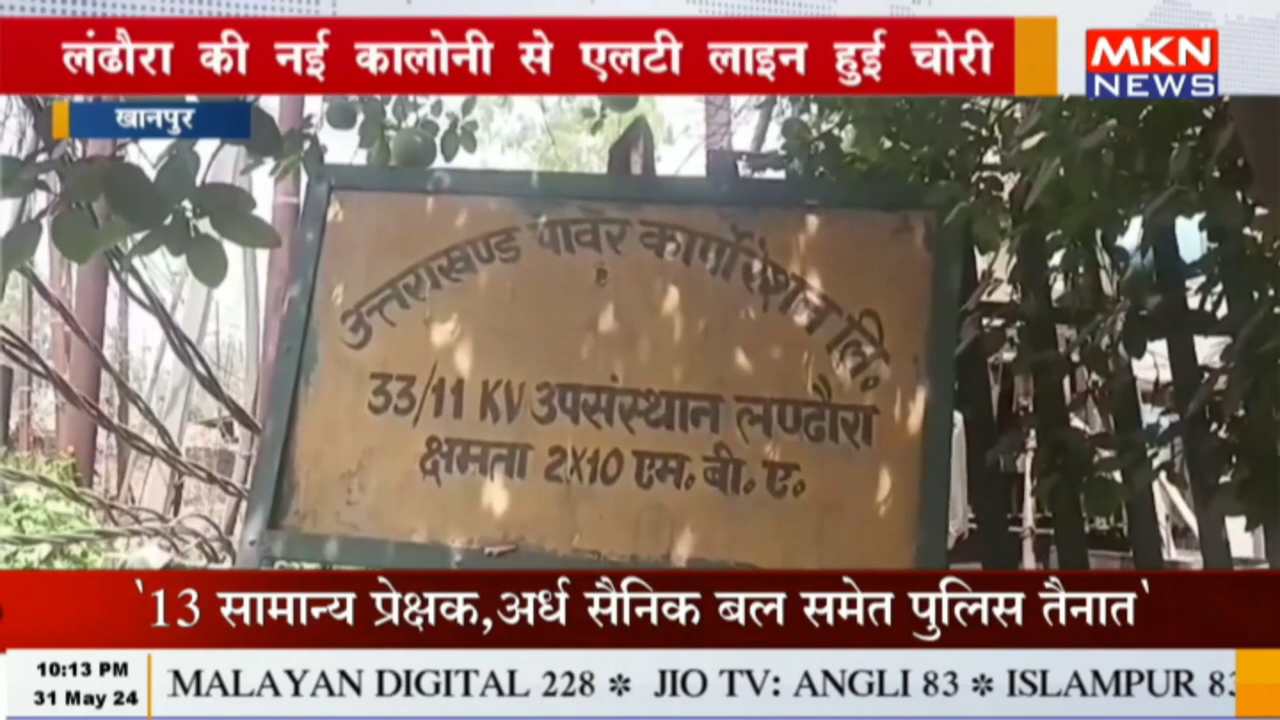 लंढौरा की नई कालोनी से एलटी लाइन हुई चोरी
MKN
NEWS
खानपुर
उत्तराखण्ड पावर कार्पोरेशन लि.
33/11 KV उपसंस्थान लण्ढौरा
क्षमता 2X10 एम. बी. ए.
`13 सामान्य प्रेक्षक,अर्ध सैनिक बल समेत पुलिस तैनात`
10:13 PM
31 May 24
MALAYAN DIGITAL 228 * JIO TV: ANGLI 83 * ISLAMPUR